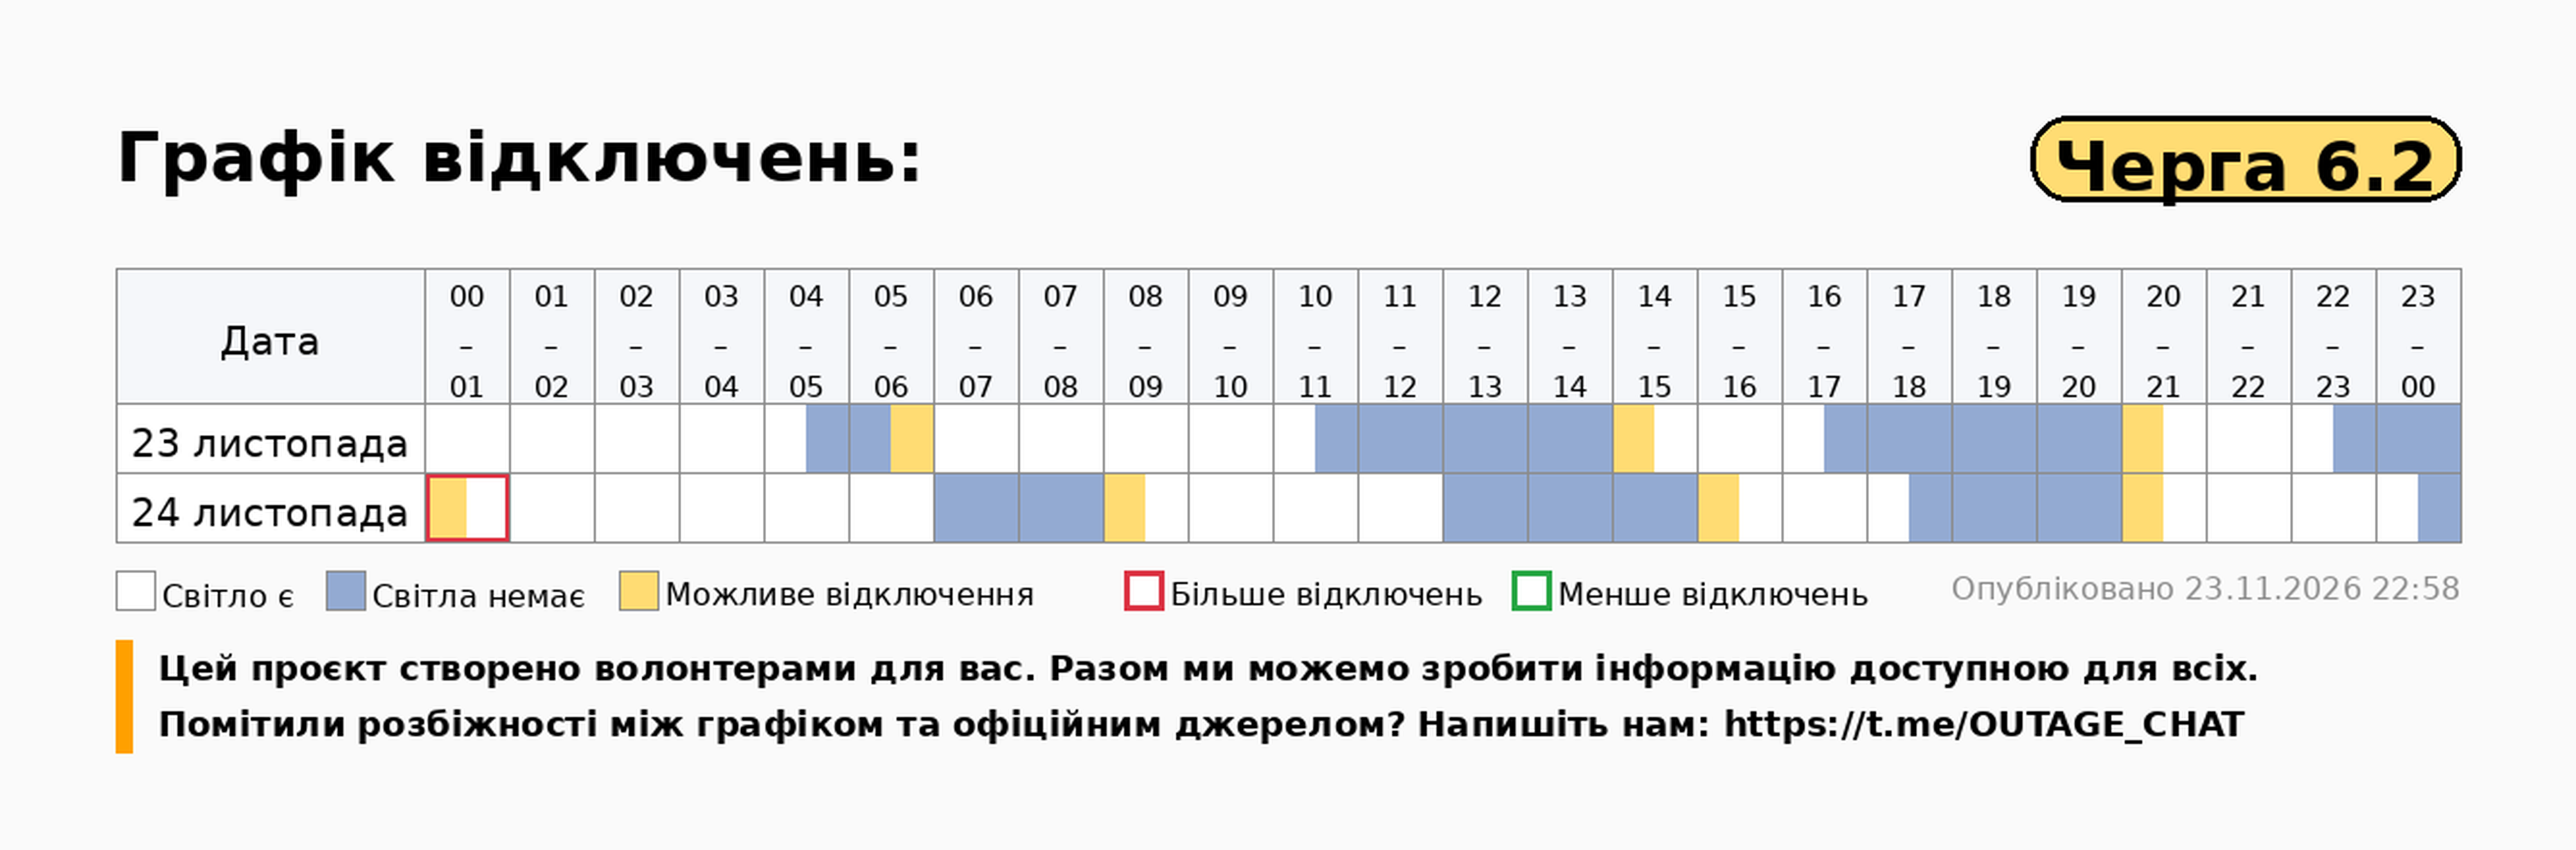 Графік відключень:
Черга 6.2
Дата
00 – 01
01 – 02
02 – 03
03 – 04
04 – 05
05 – 06
06 – 07
07 – 08
08 – 09
09 – 10
10 – 11
11 – 12
12 – 13
13 – 14
14 – 15
15 – 16
16 – 17
17 – 18
18 – 19
19 – 20
20 – 21
21 – 22
22 – 23
23 – 00
23 листопада
24 листопада
Світло є
Світла немає
Можливе відключення
Більше відключень
Менше відключень
Опубліковано 23.11.2026 22:58
Цей проєкт створено волонтерами для вас. Разом ми можемо зробити інформацію доступною для всіх.
Помітили розбіжності між графіком та офіційним джерелом? Напишіть нам: https://t.me/OUTAGE_CHAT